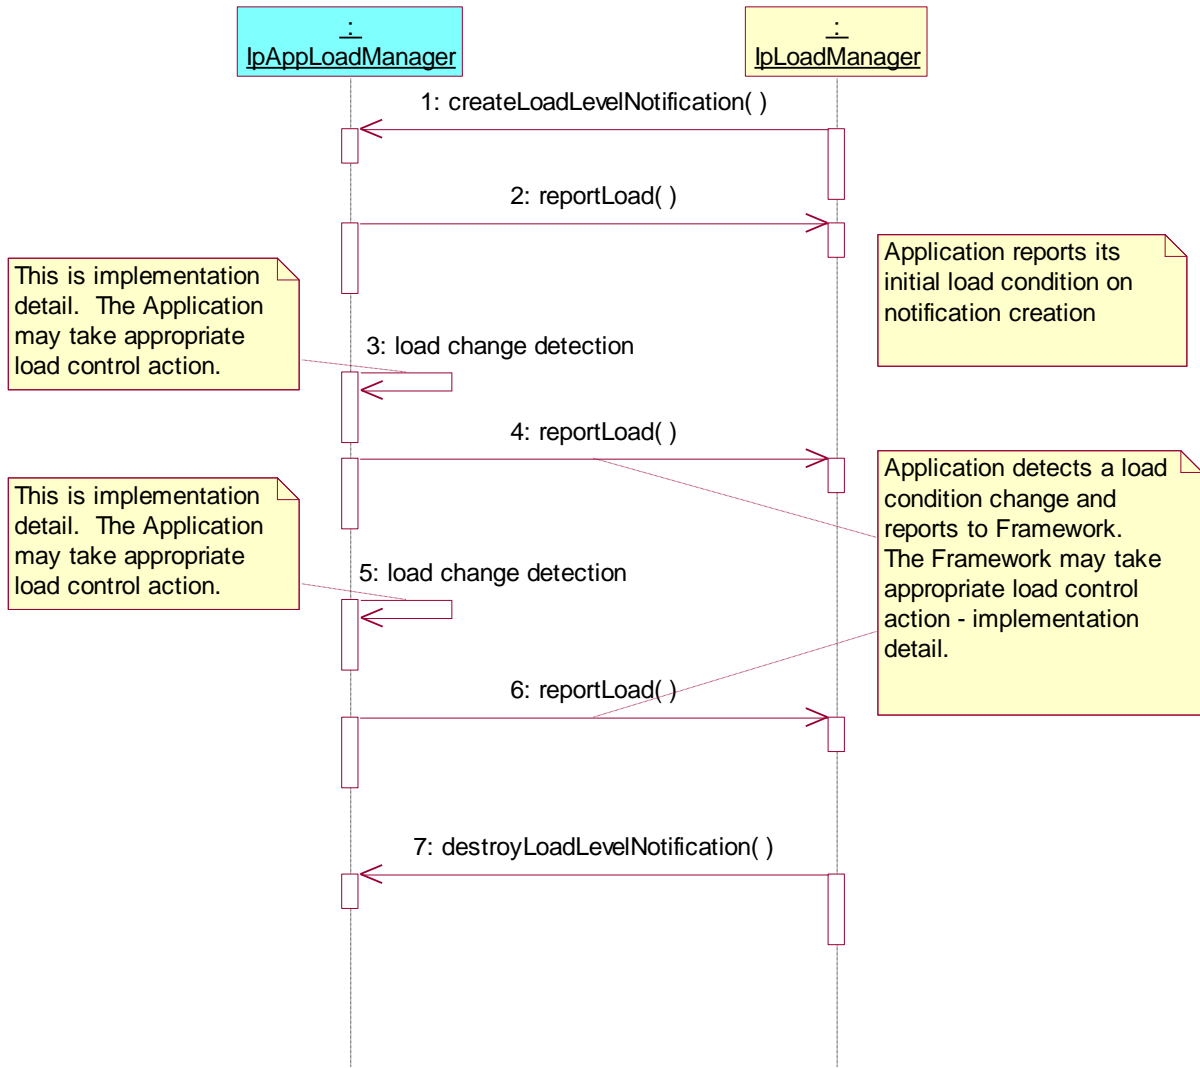 :
IpAppLoadManager
:
IpLoadManager
1: createLoadLevelNotification( )
2: reportLoad( )
Application reports its
initial load condition on
notification creation
This is implementation
detail.  The Application
may take appropriate
load control action.
3: load change detection
4: reportLoad( )
Application detects a load
condition change and
reports to Framework.
The Framework may take
appropriate load control
action - implementation
detail.
This is implementation
detail.  The Application
may take appropriate
load control action.
5: load change detection
6: reportLoad( )
7: destroyLoadLevelNotification( )